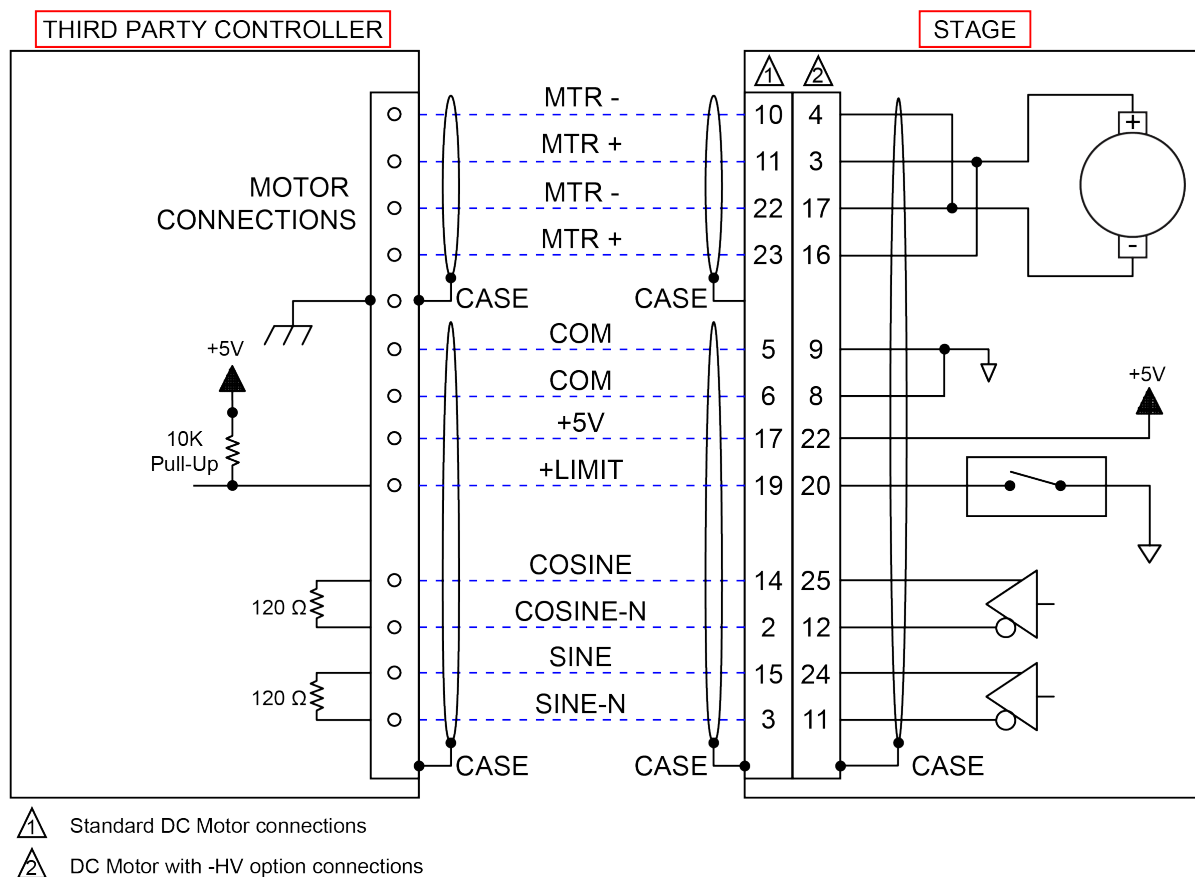 THIRD PARTY CONTROLLER
STAGE
1 2
MTR - 10 4
+
MTR + 11 3
MOTOR
CONNECTIONS
MTR - 22 17
MTR + 23 16
-
CASE CASE
+5V
COM 5 9
COM 6 8
+5V
10K
Pull-Up
+5V 17 22
+LIMIT 19 20
COSINE 14 25
120 Ω
COSINE-N 2 12
SINE 15 24
120 Ω
SINE-N 3 11
CASE CASE CASE
1 Standard DC Motor connections
2 DC Motor with -HV option connections